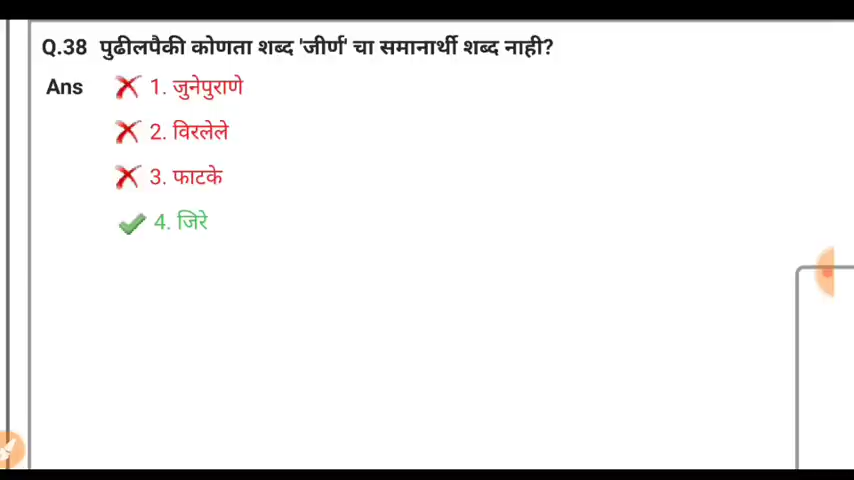 Q.38 पुढीलपैकी कोणता शब्द 'जीर्ण' चा समानार्थी शब्द नाही?
Ans 1. जुनेपुराणे
2. विरलेले
3. फाटके
4. जिरे